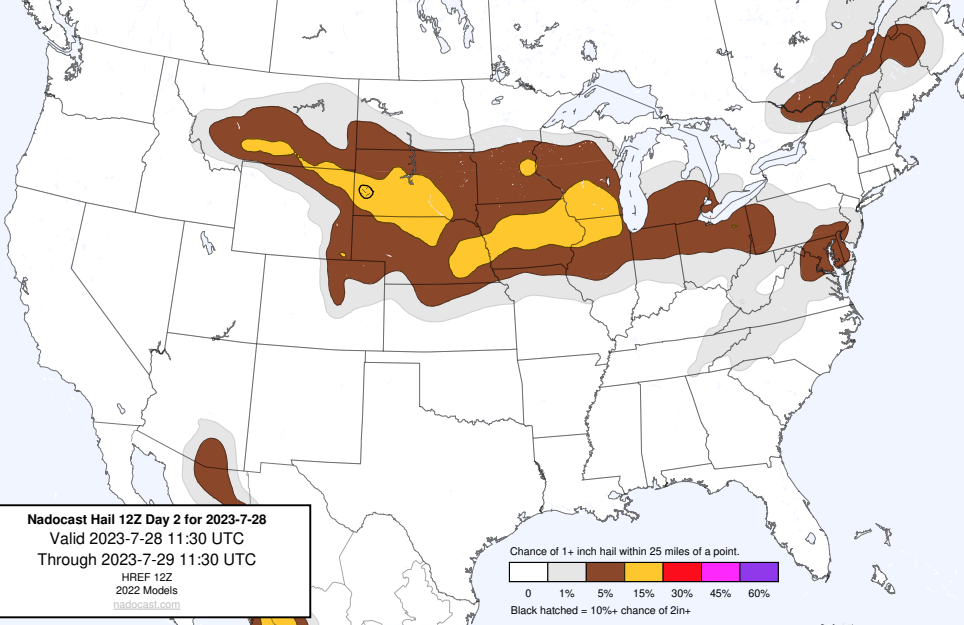 Nadocast Hail 12Z Day 2 for 2023-7-28
Valid 2023-7-28 11:30 UTC
Through 2023-7-29 11:30 UTC
HREF 12Z
2022 Models
nadocast.com
Chance of 1+ inch hail within 25 miles of a point.
0 1% 5% 15% 30% 45% 60%
Black hatched = 10%+ chance of 2in+